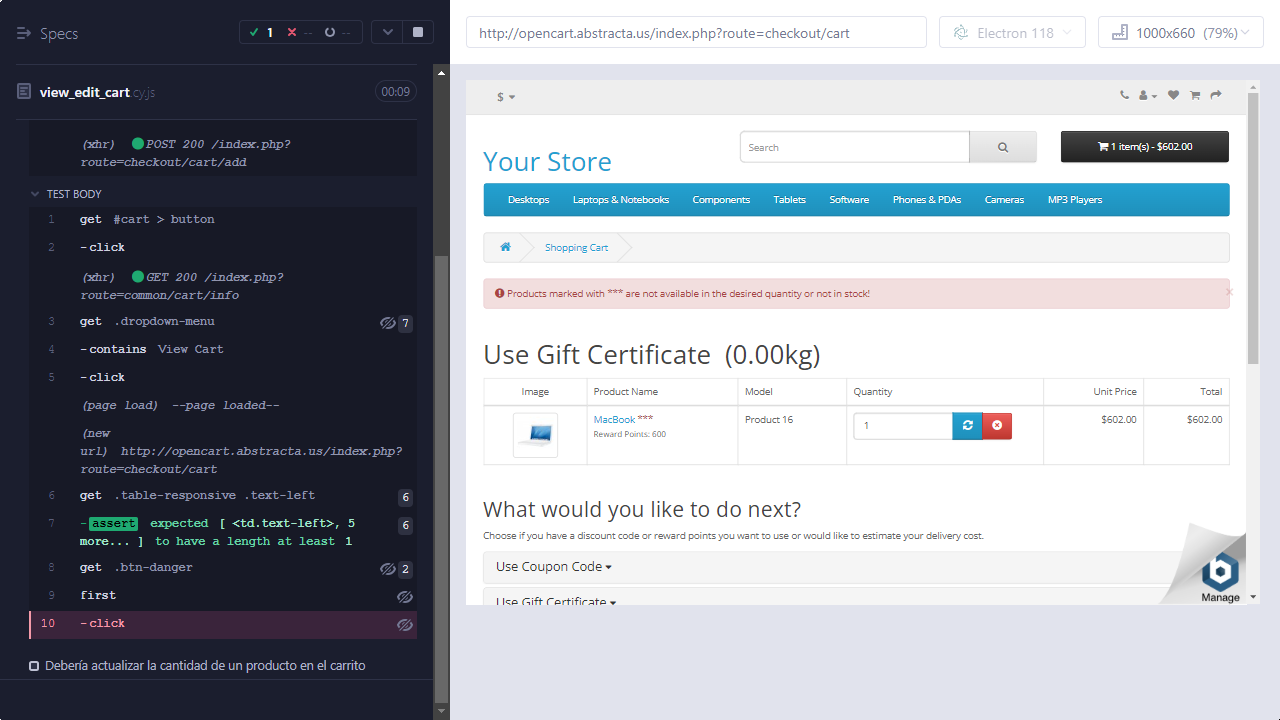 Specs
1
--
--
view_edit_cart.cy.js
00:09
(xhr) POST 200 /index.php?
route=checkout/cart/add
TEST BODY
1 get #cart > button
2 -click
(xhr) GET 200 /index.php?
route=common/cart/info
3 get .dropdown-menu 7
4 -contains View Cart
5 -click
(page load) --page loaded--
(new
url) http://opencart.abstracta.us/index.php?
route=checkout/cart
6 get .table-responsive .text-left 6
7 -assert expected [ <td.text-left>, 5
more... ] to have a length at least 1
6
8 get .btn-danger 2
9 first
10 -click
Debería actualizar la cantidad de un producto en el carrito
http://opencart.abstracta.us/index.php?route=checkout/cart
Electron 118
1000x660 (79%)
$
Your Store
Search
1 item(s) - $602.00
Desktops Laptops & Notebooks Components Tablets Software Phones & PDAs Cameras MP3 Players
Shopping Cart
Products marked with *** are not available in the desired quantity or not in stock!
×
Use Gift Certificate (0.00kg)
Image Product Name Model Quantity Unit Price Total
MacBook *** Product 16 1 $602.00 $602.00
Reward Points: 600
What would you like to do next?
Choose if you have a discount code or reward points you want to use or would like to estimate your delivery cost.
Use Coupon Code
Use Gift Certificate
Manage